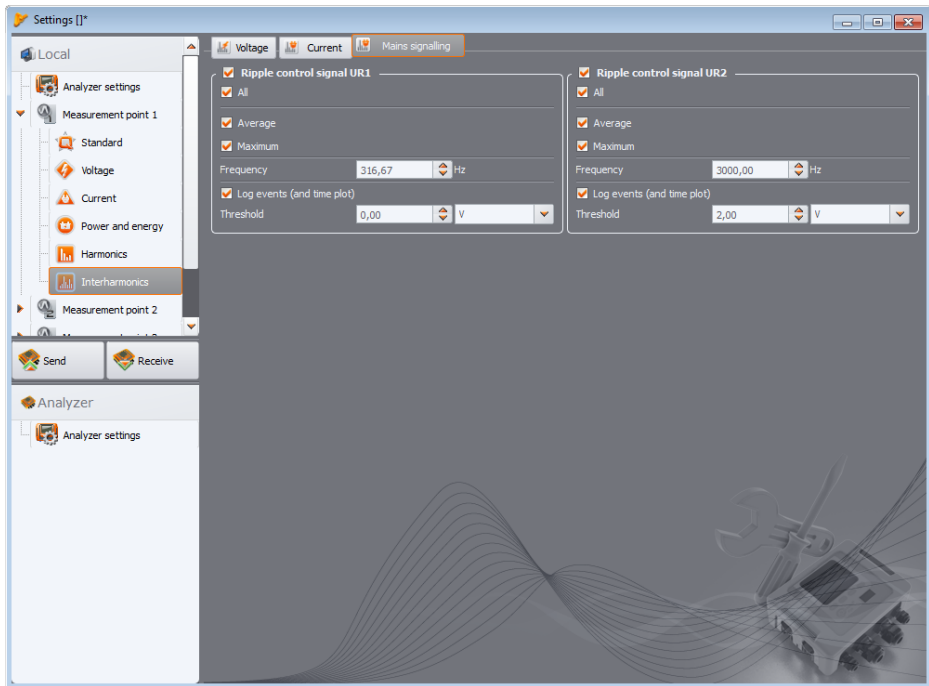 Settings []*
Local
Analyzer settings
Measurement point 1
Standard
Voltage
Current
Power and energy
Harmonics
Interharmonics
Measurement point 2
Send
Receive
Analyzer
Analyzer settings
Voltage
Current
Mains signalling
Ripple control signal UR1
All
Average
Maximum
Frequency 316,67 Hz
Log events (and time plot)
Threshold 0,00 V
Ripple control signal UR2
All
Average
Maximum
Frequency 3000,00 Hz
Log events (and time plot)
Threshold 2,00 V